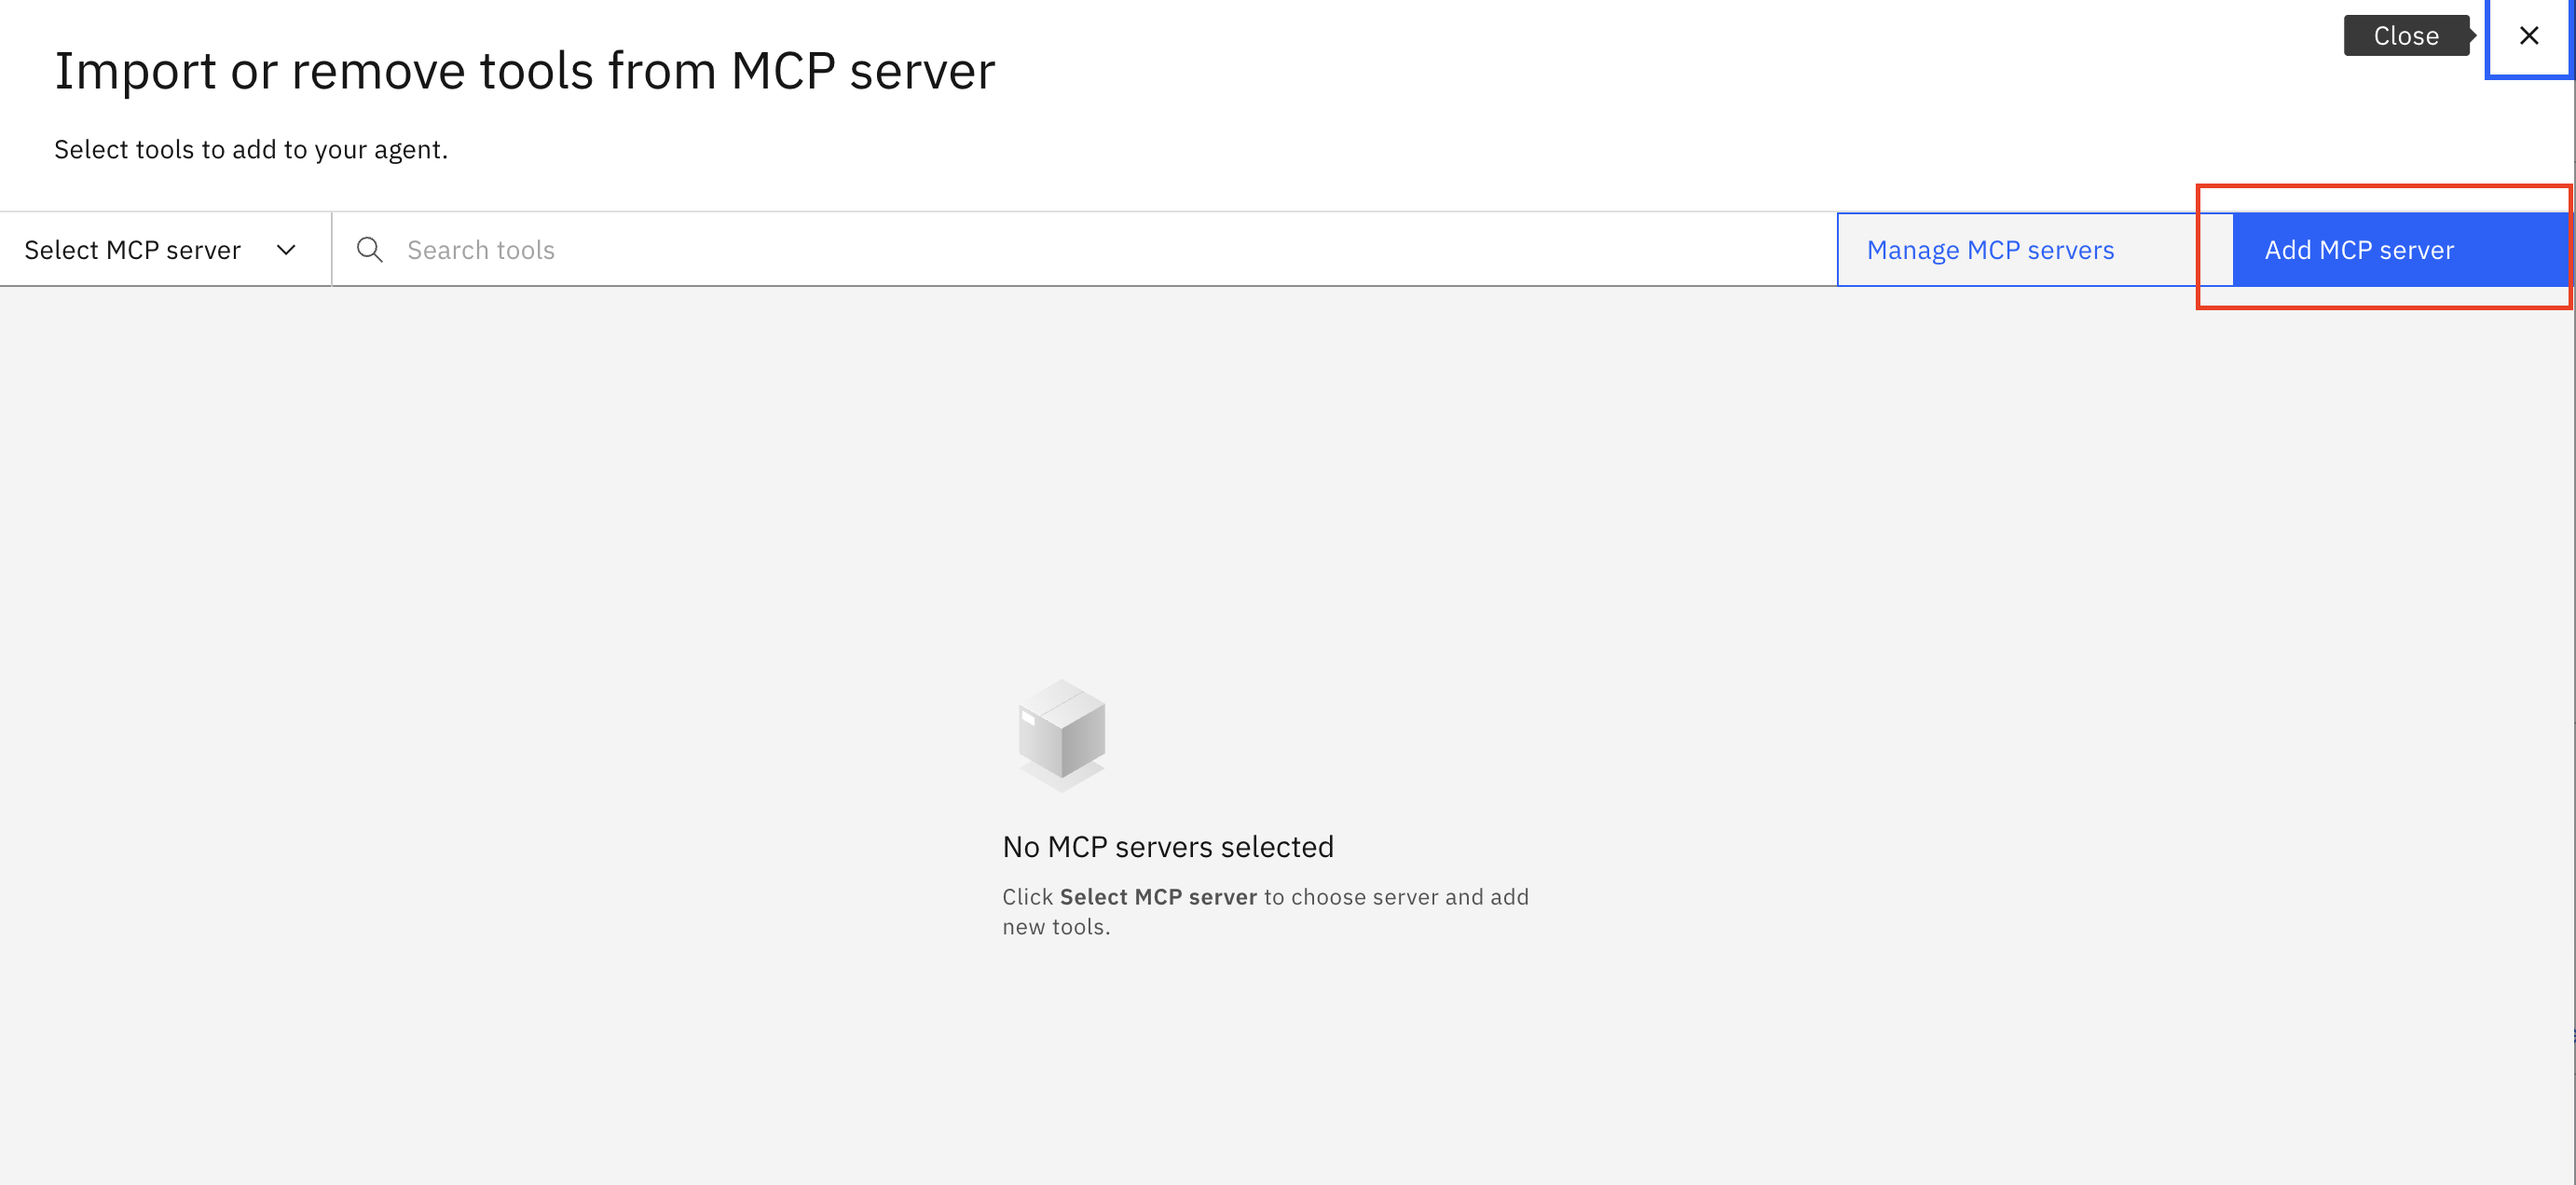 Close
Import or remove tools from MCP server
Select tools to add to your agent.
Select MCP server
Search tools
Manage MCP servers
Add MCP server
No MCP servers selected
Click Select MCP server to choose server and add
new tools.